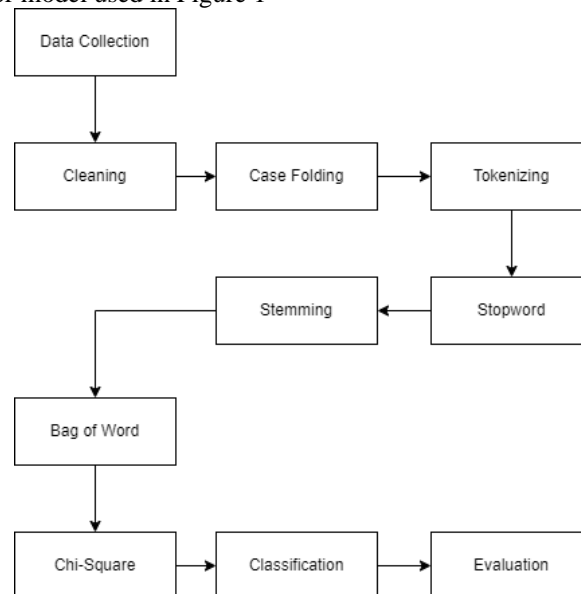 model used in Figure 1
Data Collection
Cleaning
Case Folding
Tokenizing
Stemming
Stopword
Bag of Word
Chi-Square
Classification
Evaluation